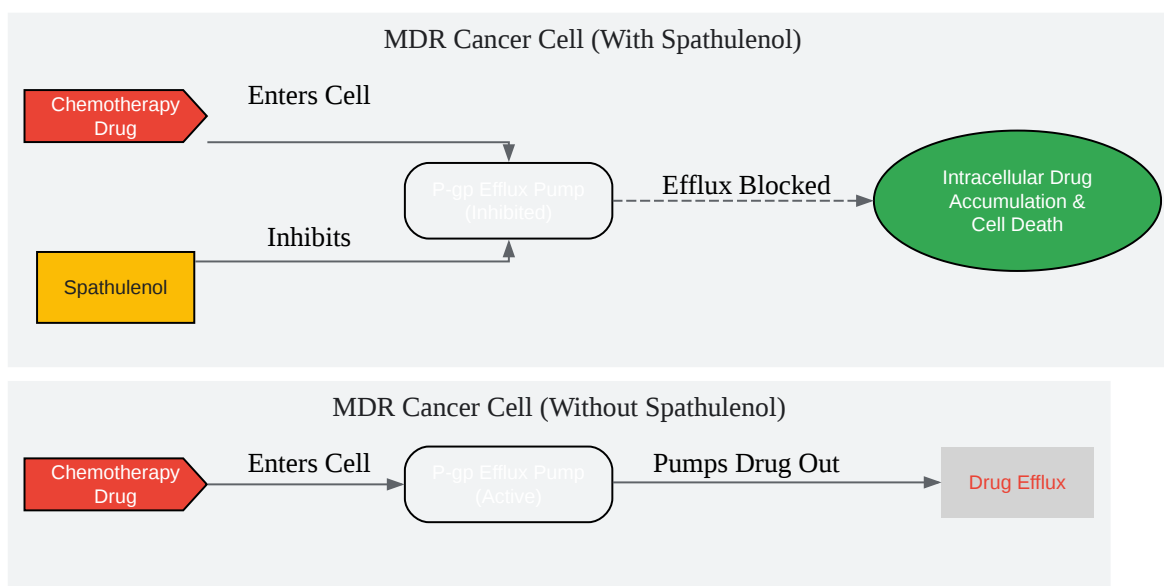 MDR Cancer Cell (With Spathulenol)
Chemotherapy
Drug
Enters Cell
P-gp Efflux Pump
(Inhibited)
Efflux Blocked
Intracellular Drug
Accumulation &
Cell Death
Inhibits
Spathulenol
MDR Cancer Cell (Without Spathulenol)
Chemotherapy
Drug
Enters Cell
P-gp Efflux Pump
(Active)
Pumps Drug Out
Drug Efflux